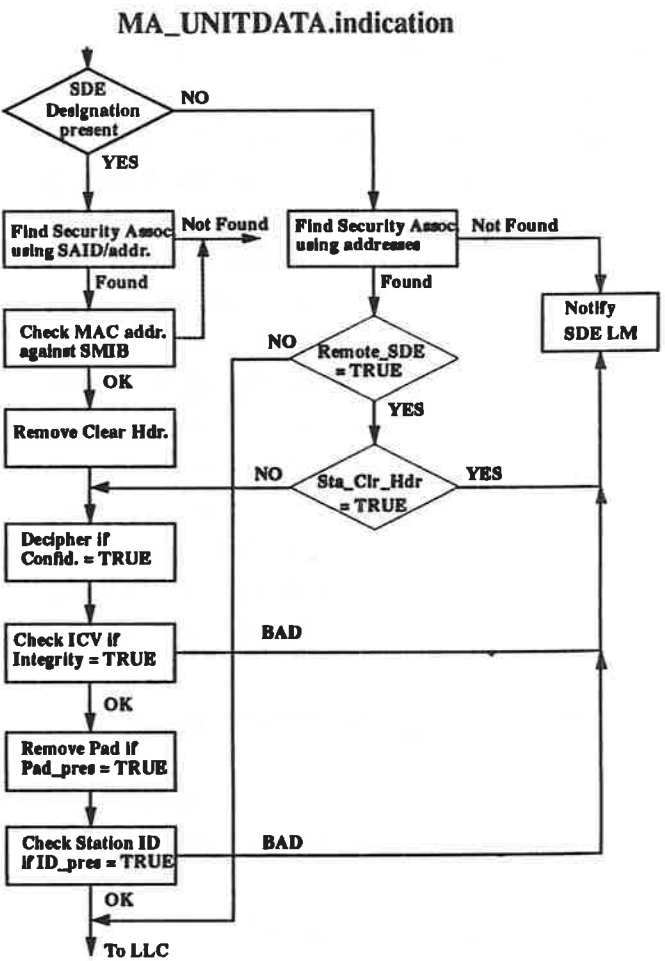 MA_UNITDATA.indication
SDE
Designation
present
NO
YES
Find Security Assoc.
using SAID/addr.
Not Found
Find Security Assoc.
using addresses
Not Found
Found
Found
Notify
SDE LM
Check MAC addr.
against SMIB
NO
Remote_SDE
= TRUE
OK
YES
Remove Clear Hdr.
NO
Sta_Clr_Hdr
= TRUE
YES
Decipher if
Confid. = TRUE
Check ICV if
Integrity = TRUE
BAD
OK
Remove Pad if
Pad_pres = TRUE
Check Station ID
if ID_pres = TRUE
BAD
OK
To LLC